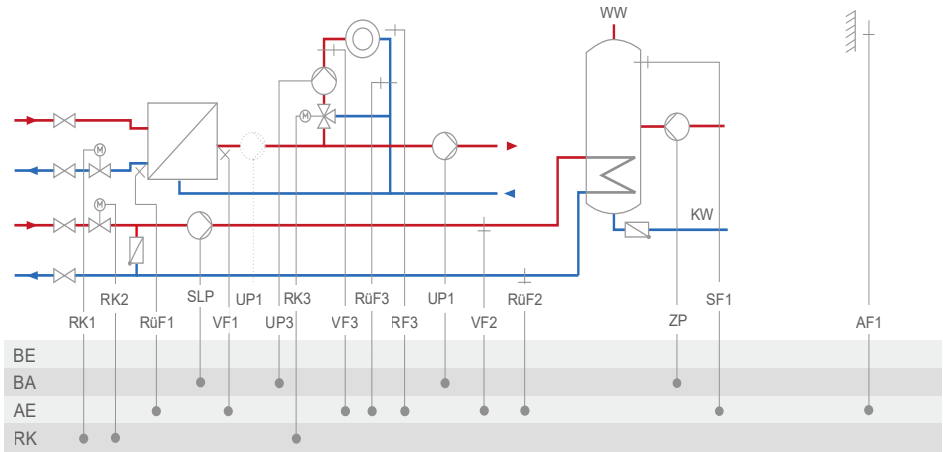 WW
M
M
M
KW
RK2
SLP
UP1
RK3
RüF3
UP1
RüF2
SF1
RK1
RüF1
VF1
UP3
VF3
RF3
VF2
ZP
AF1
BE
BA
AE
RK